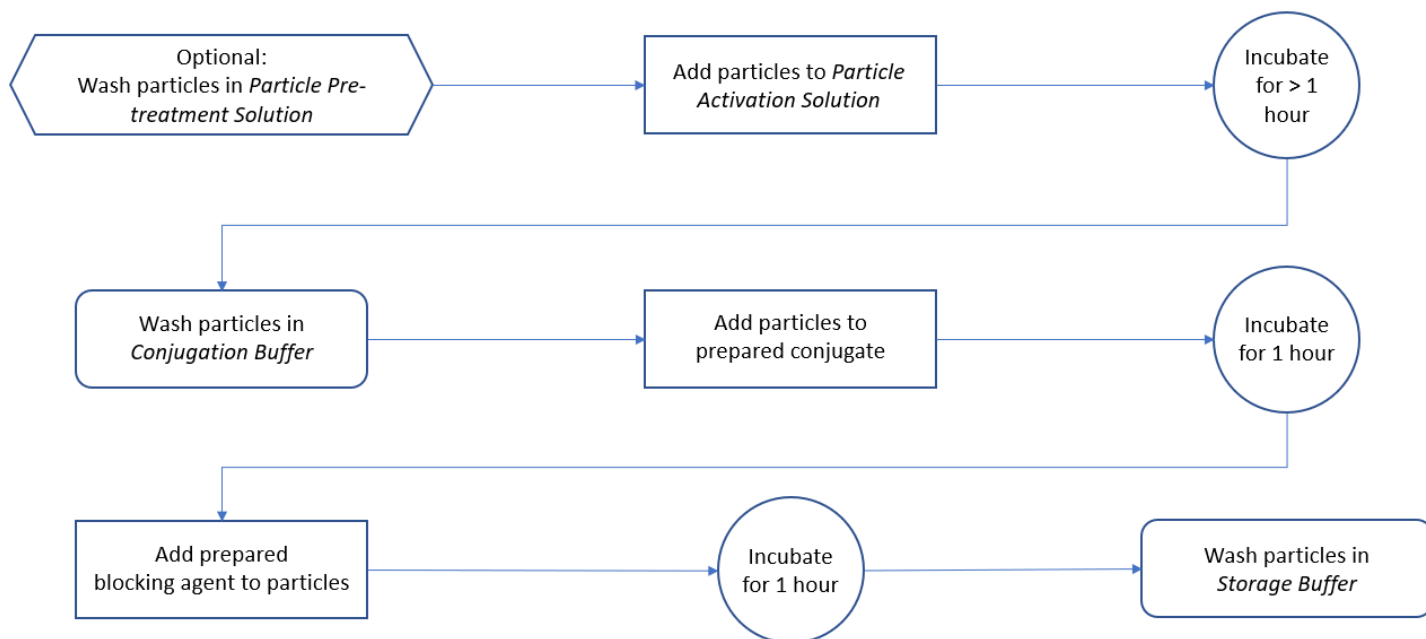 Optional:
Wash particles in Particle Pre-
treatment Solution
Add particles to Particle
Activation Solution
Incubate
for > 1
hour
Wash particles in
Conjugation Buffer
Add particles to
prepared conjugate
Incubate
for 1 hour
Add prepared
blocking agent to particles
Incubate
for 1 hour
Wash particles in
Storage Buffer